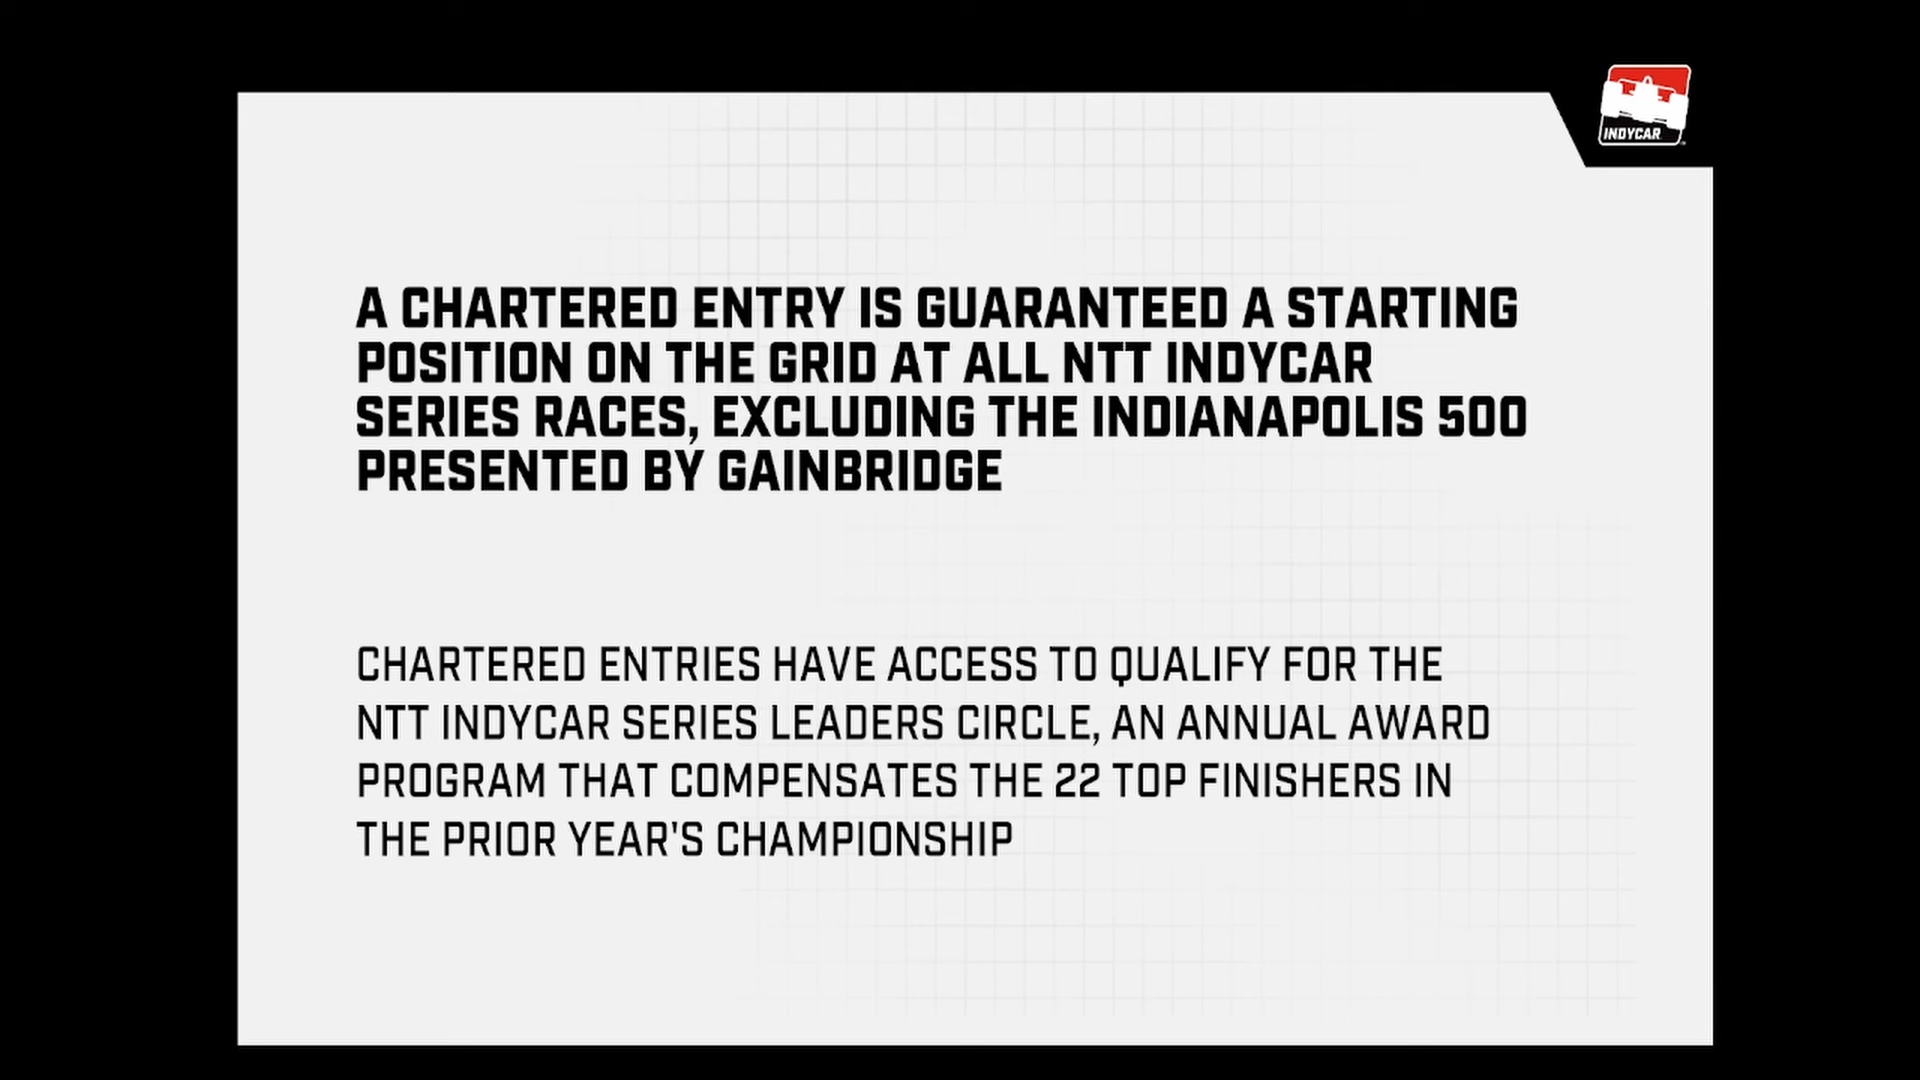 INDYCAR
A CHARTERED ENTRY IS GUARANTEED A STARTING
POSITION ON THE GRID AT ALL NTT INDYCAR
SERIES RACES, EXCLUDING THE INDIANAPOLIS 500
PRESENTED BY GAINBRIDGE
CHARTERED ENTRIES HAVE ACCESS TO QUALIFY FOR THE
NTT INDYCAR SERIES LEADERS CIRCLE, AN ANNUAL AWARD
PROGRAM THAT COMPENSATES THE 22 TOP FINISHERS IN
THE PRIOR YEAR'S CHAMPIONSHIP